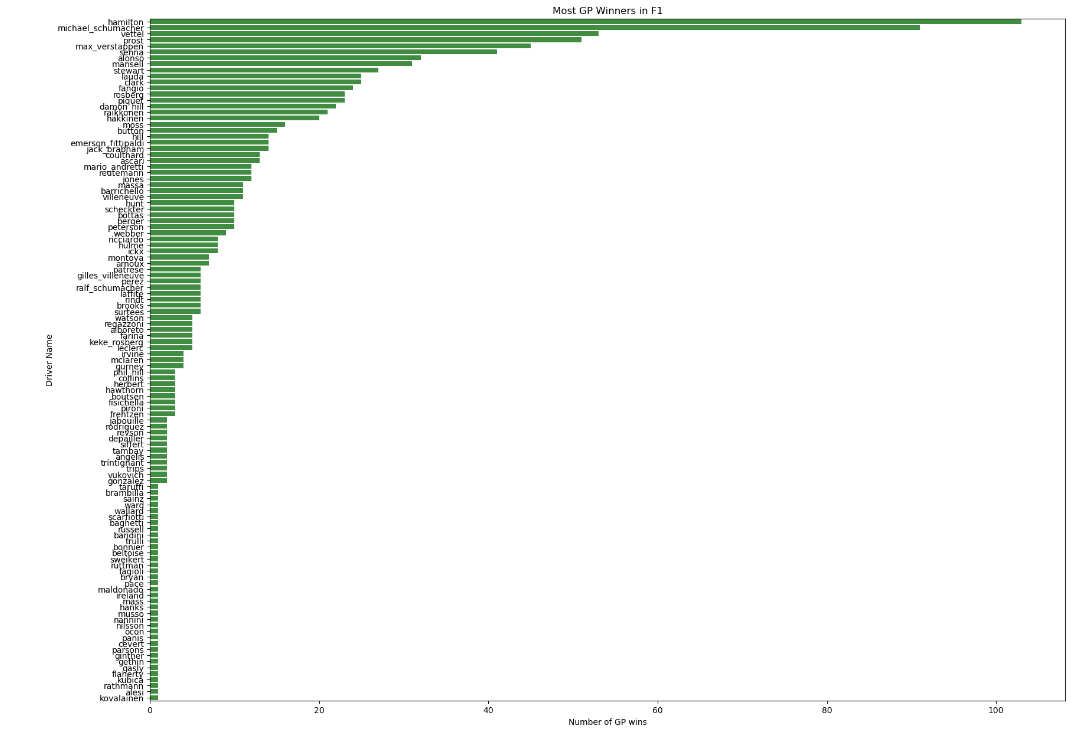 Most GP Winners in F1
hamilton
michael_schumacher
vettel
prost
max_verstappen
senna
alonso
mansell
stewart
lauda
clark
fangio
rosberg
piquet
damon_hill
raikkonen
hakkinen
moss
button
hill
emerson_fittipaldi
jack_brabham
coulthard
ascari
mario_andretti
reutemann
jones
massa
barrichello
villeneuve
hunt
scheckter
bottas
berger
peterson
webber
ricciardo
hulme
ickx
montoya
arnoux
patrese
gilles_villeneuve
perez
ralf_schumacher
laffite
rindt
brooks
surtees
watson
regazzoni
alboreto
farina
keke_rosberg
leclerc
irvine
mclaren
gurney
phil_hill
collins
herbert
hawthorn
boutsen
fisichella
pironi
frentzen
jabouille
rodriguez
revson
depailler
siffert
tambay
angelis
trintignant
trips
vukovich
gonzalez
taruffi
brambilla
sainz
ward
wallard
scarfiotti
baghetti
russell
bandini
trulli
bonnier
beltoise
sweikert
ruttman
fagioli
bryan
pace
maldonado
ireland
mass
hanks
musso
nannini
nilsson
ocon
panis
cevert
parsons
ginther
gethin
gasly
flaherty
kubica
rathmann
alesi
kovalainen
Driver Name
0 20 40 60 80 100
Number of GP wins